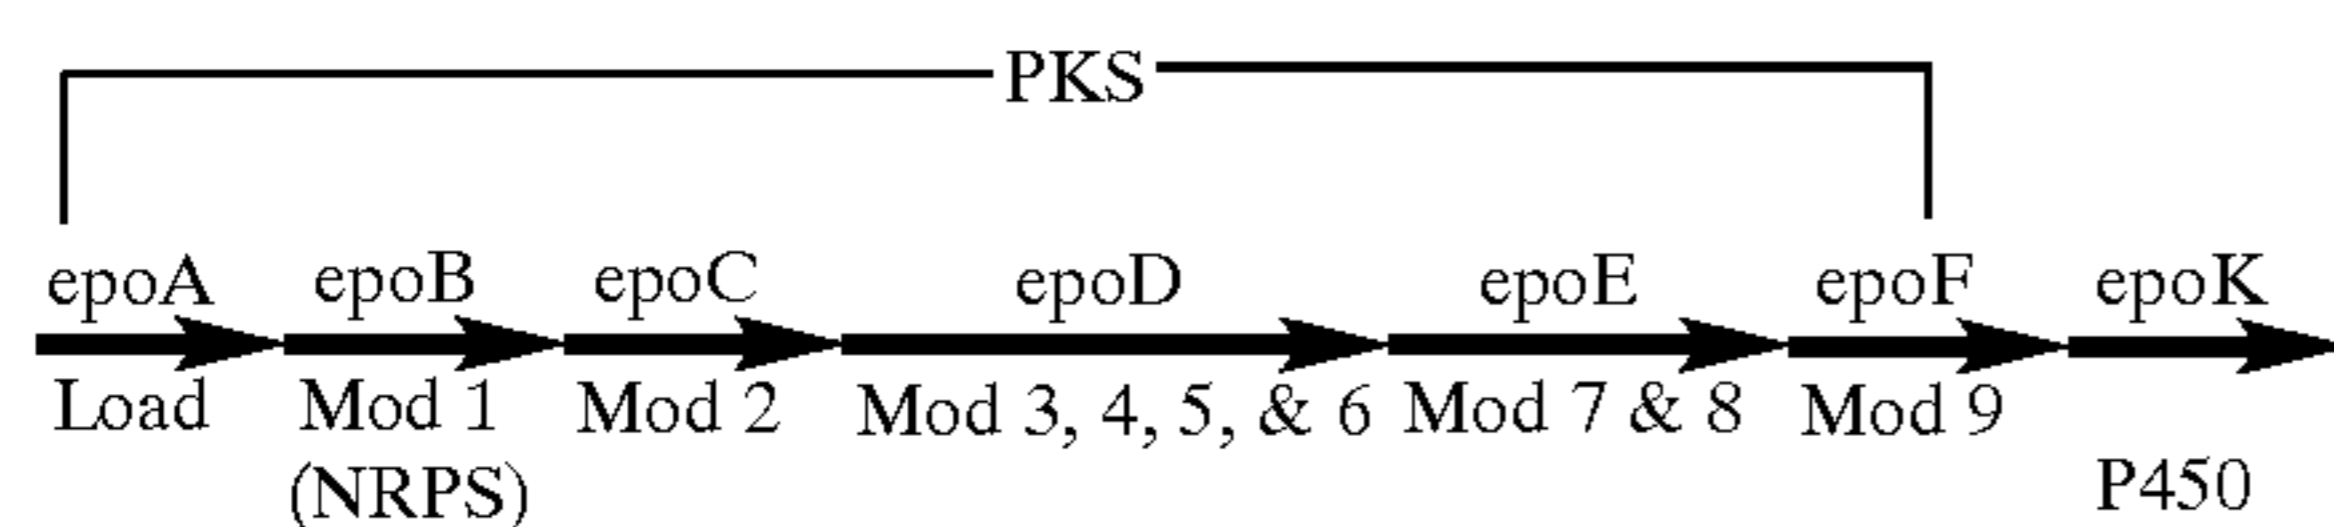 PKS
epoA epoB epoC epoD epoE epoF epoK
Load Mod 1 Mod 2 Mod 3, 4, 5, & 6 Mod 7 & 8 Mod 9
(NRPS) P450